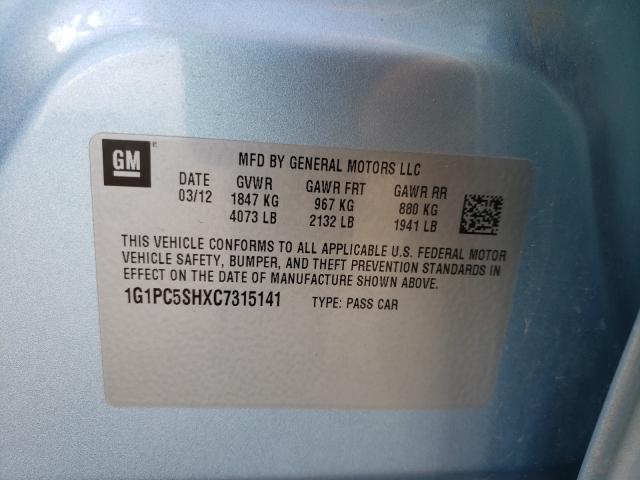 GM
MFD BY GENERAL MOTORS LLC
DATE GVWR GAWR FRT GAWR RR
03/12 1847 KG 967 KG 880 KG
4073 LB 2132 LB 1941 LB
THIS VEHICLE CONFORMS TO ALL APPLICABLE U.S. FEDERAL MOTOR
VEHICLE SAFETY, BUMPER, AND THEFT PREVENTION STANDARDS IN
EFFECT ON THE DATE OF MANUFACTURE SHOWN ABOVE.
1G1PC5SHXC7315141 TYPE: PASS CAR